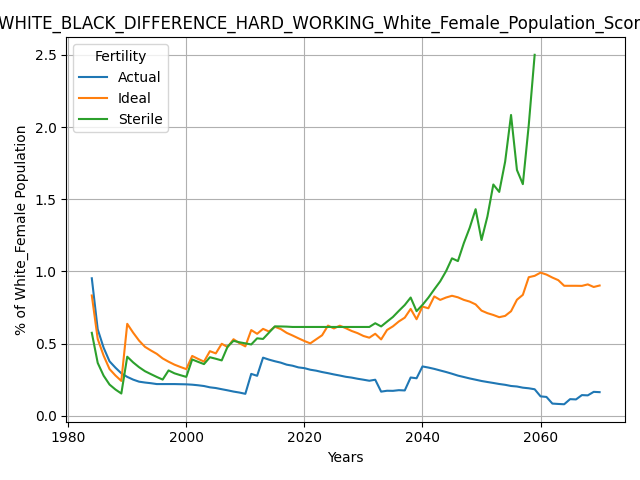 WHITE_BLACK_DIFFERENCE_HARD_WORKING_White_Female_Population_Scor
Fertility
Actual
Ideal
Sterile
% of White_Female Population
2.5
2.0
1.5
1.0
0.5
0.0
1980 2000 2020 2040 2060
Years